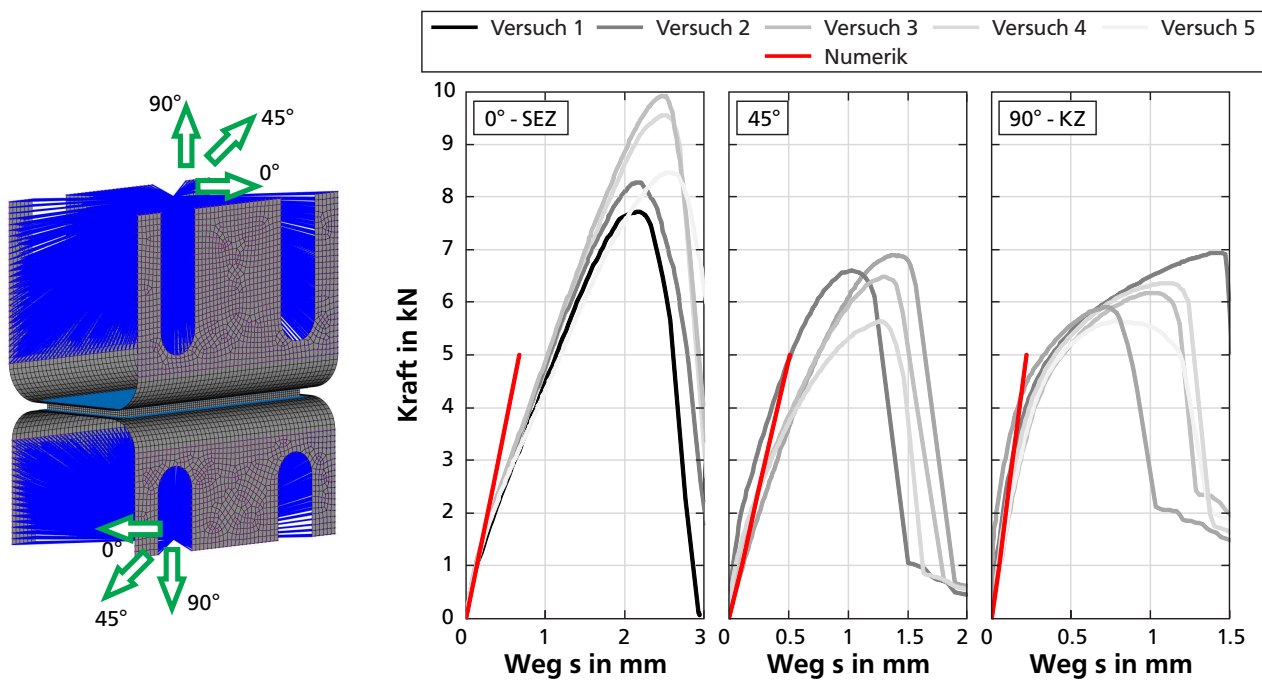 Versuch 1 Versuch 2 Versuch 3 Versuch 4 Versuch 5
Numerik
90°
45°
0°
0°
45°
90°
Kraft in kN
10
9
8
7
6
5
4
3
2
1
0
0° - SEZ
0 1 2 3
Weg s in mm
45°
0 0.5 1 1.5 2
Weg s in mm
90° - KZ
0 0.5 1 1.5
Weg s in mm